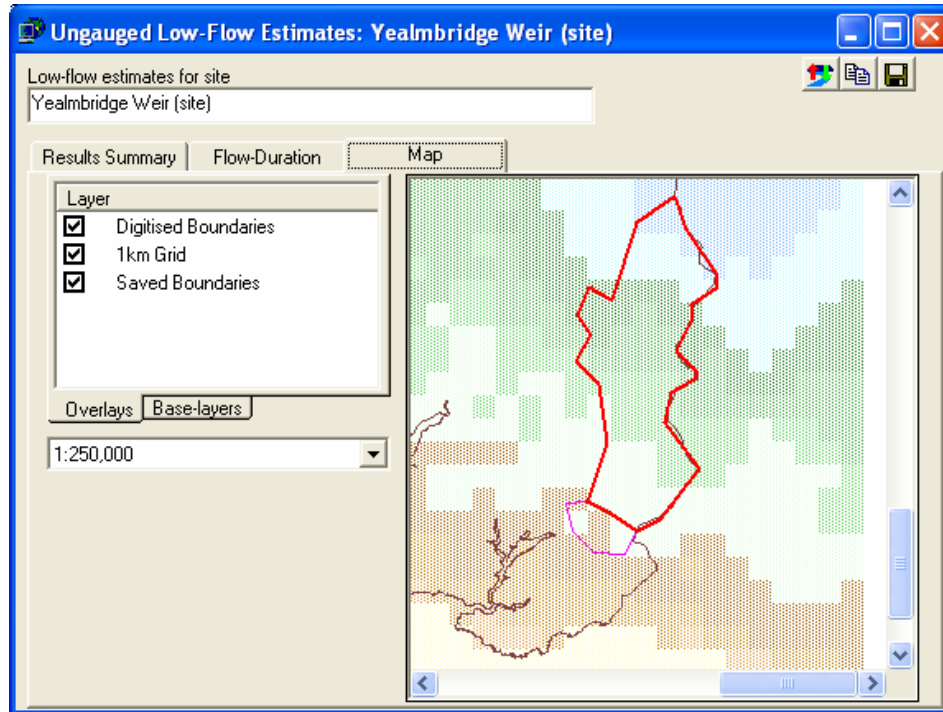 Ungauged Low-Flow Estimates: Yealmbridge Weir (site)
Low-flow estimates for site
Yealmbridge Weir (site)
Results Summary Flow-Duration Map
Layer
Digitised Boundaries
1km Grid
Saved Boundaries
Overlays Base-layers
1:250,000